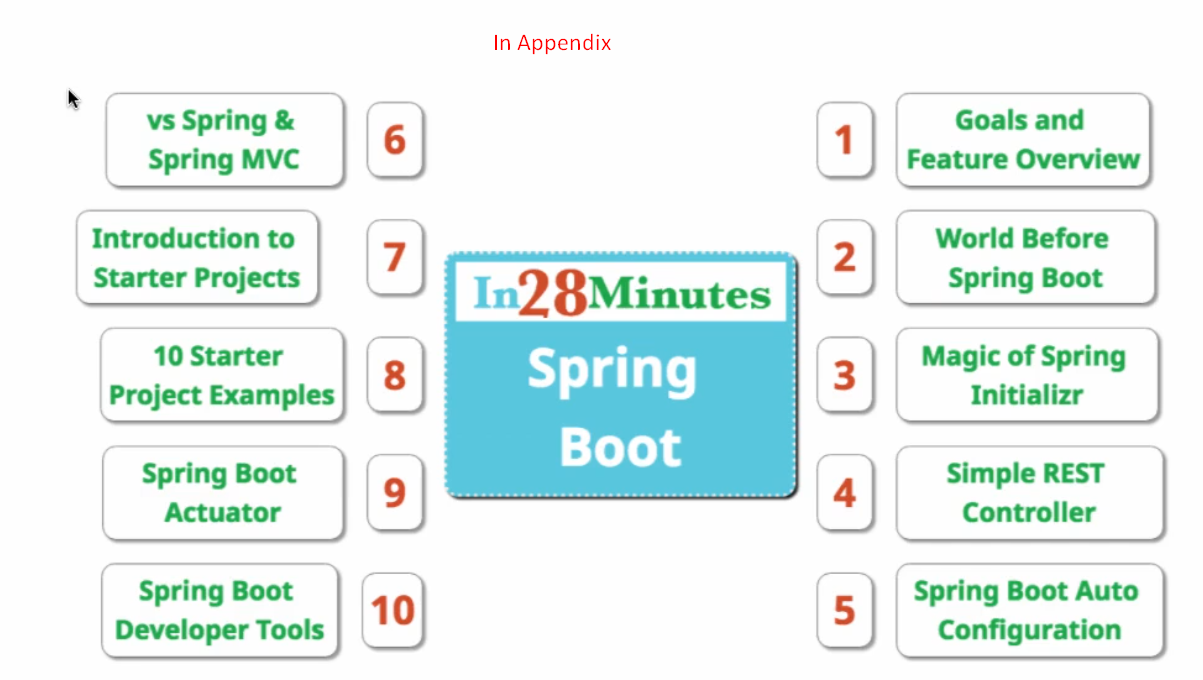 In Appendix
vs Spring &
Spring MVC
6
Introduction to
Starter Projects
7
10 Starter
Project Examples
8
Spring Boot
Actuator
9
Spring Boot
Developer Tools
10
In28Minutes
Spring
Boot
1
Goals and
Feature Overview
2
World Before
Spring Boot
3
Magic of Spring
Initializr
4
Simple REST
Controller
5
Spring Boot Auto
Configuration